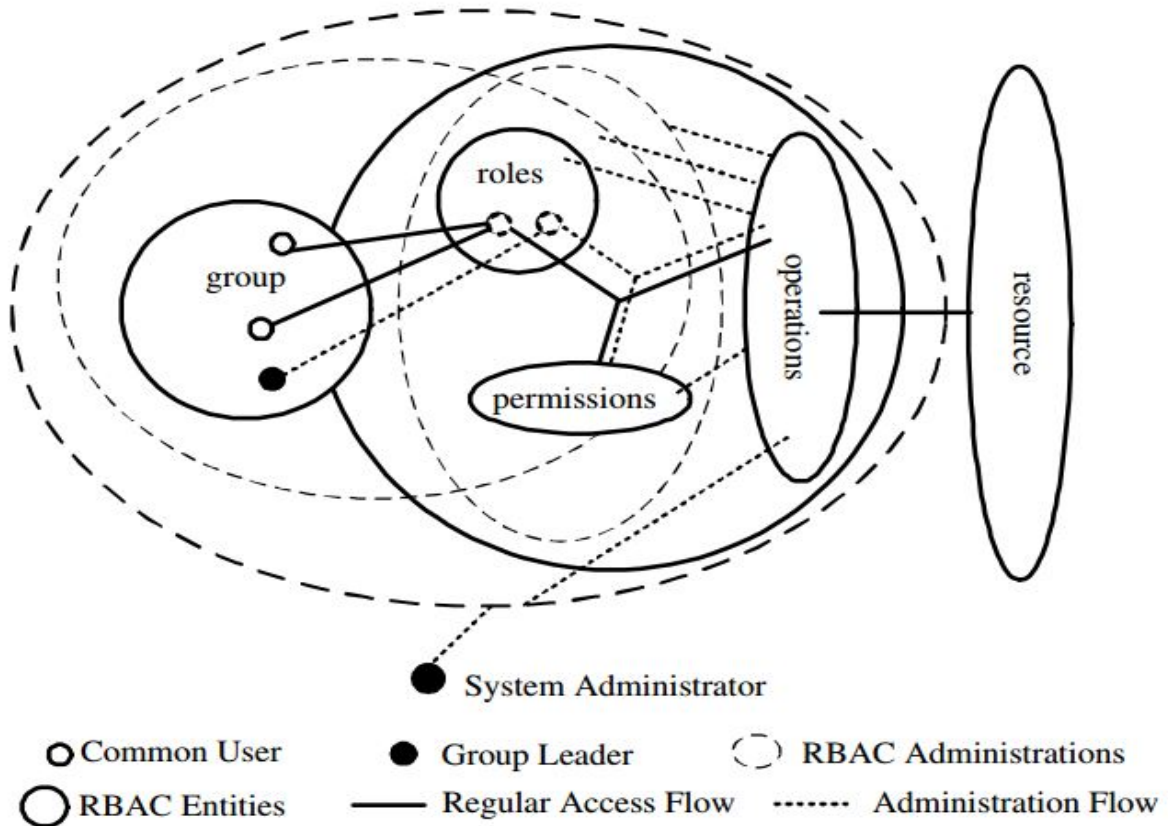 roles
group
operations
resource
permissions
System Administrator
Common User
Group Leader
RBAC Administrations
RBAC Entities
Regular Access Flow
Administration Flow